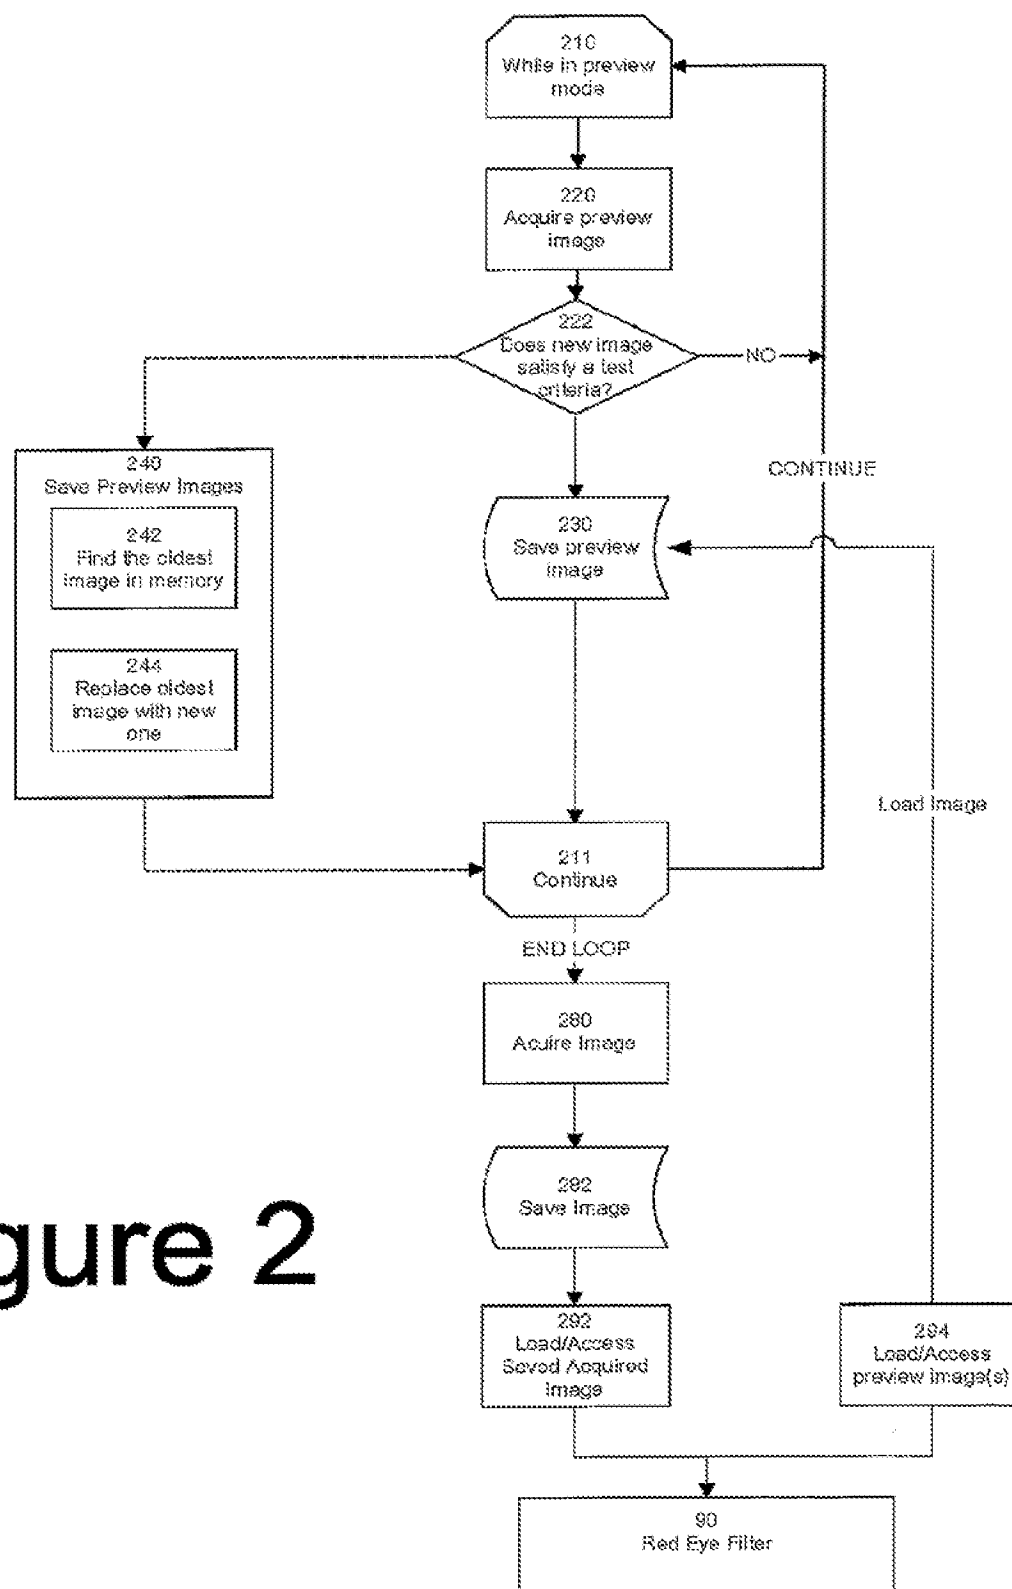 210
While in preview
mode
220
Acquire preview
image
222
Does new image
satisfy a test
criteria?
NO
CONTINUE
240
Save Preview Images
242
Find the oldest
image in memory
244
Replace oldest
image with new
one
230
Save preview
image
Load Image
211
Continue
END LOOP
280
Acuire Image
282
Save Image
292
Load/Access
Saved Acquired
Image
294
Load/Access
preview image(s)
90
Red Eye Filter
gure 2